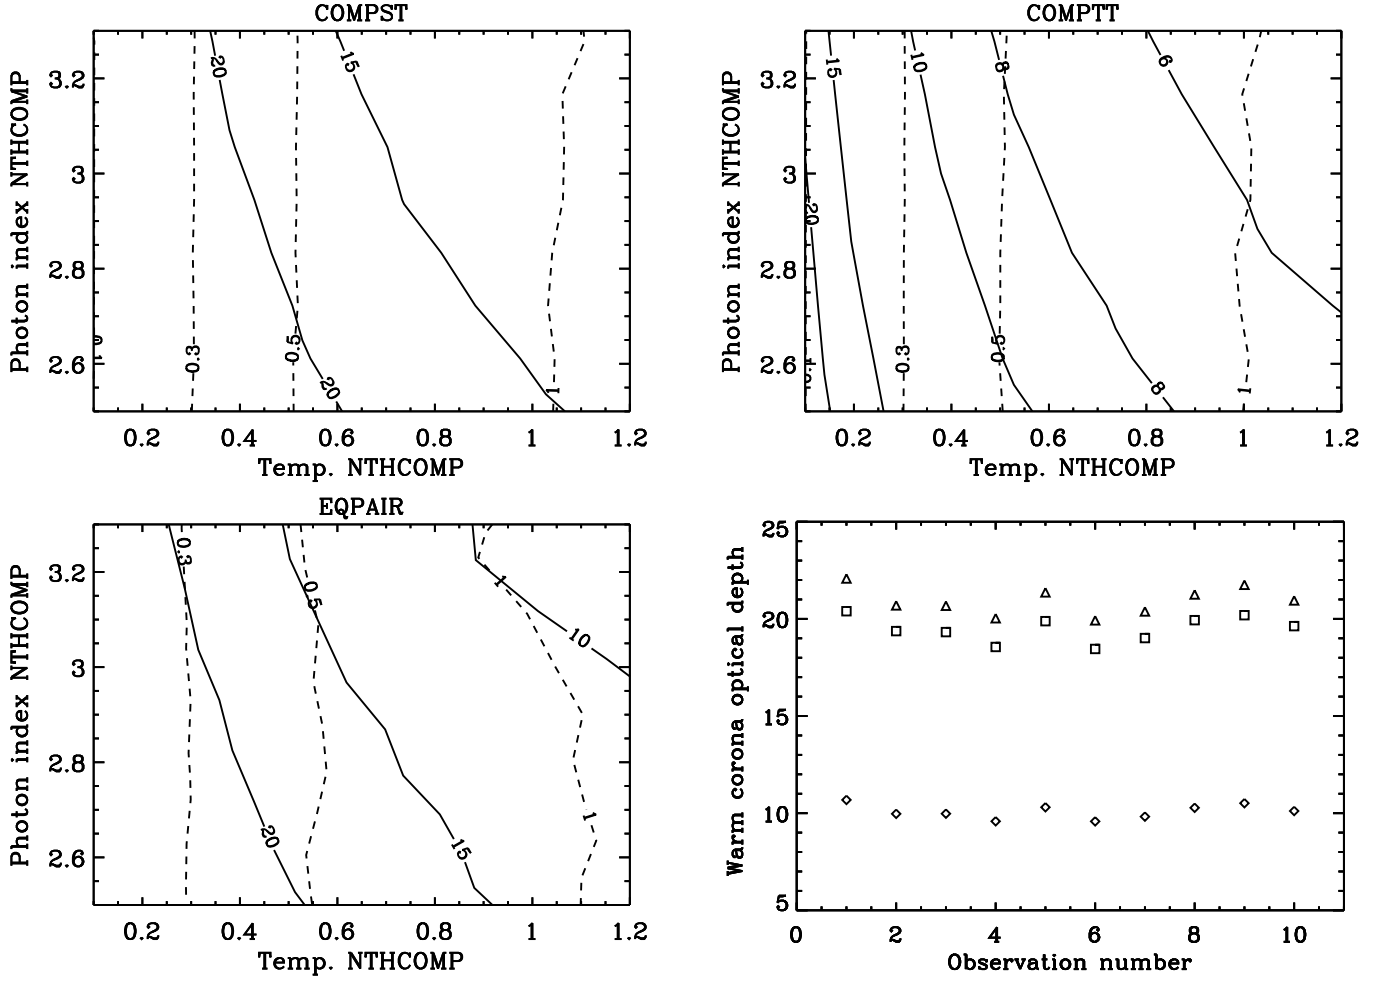 COMPST
Photon index NTHCOMP
3.2
3
2.8
2.6
20
15
0.3
0.5
20
1
0.2 0.4 0.6 0.8 1 1.2
Temp. NTHCOMP
COMPTT
Photon index NTHCOMP
3.2
3
2.8
2.6
15
10
8
6
20
0.3
0.5
8
1
0.2 0.4 0.6 0.8 1 1.2
Temp. NTHCOMP
EQPAIR
Photon index NTHCOMP
3.2
3
2.8
2.6
0.3
0.5
1
10
1
20
15
0.2 0.4 0.6 0.8 1 1.2
Temp. NTHCOMP
Warm corona optical depth
25
20
15
10
5
0 2 4 6 8 10
Observation number